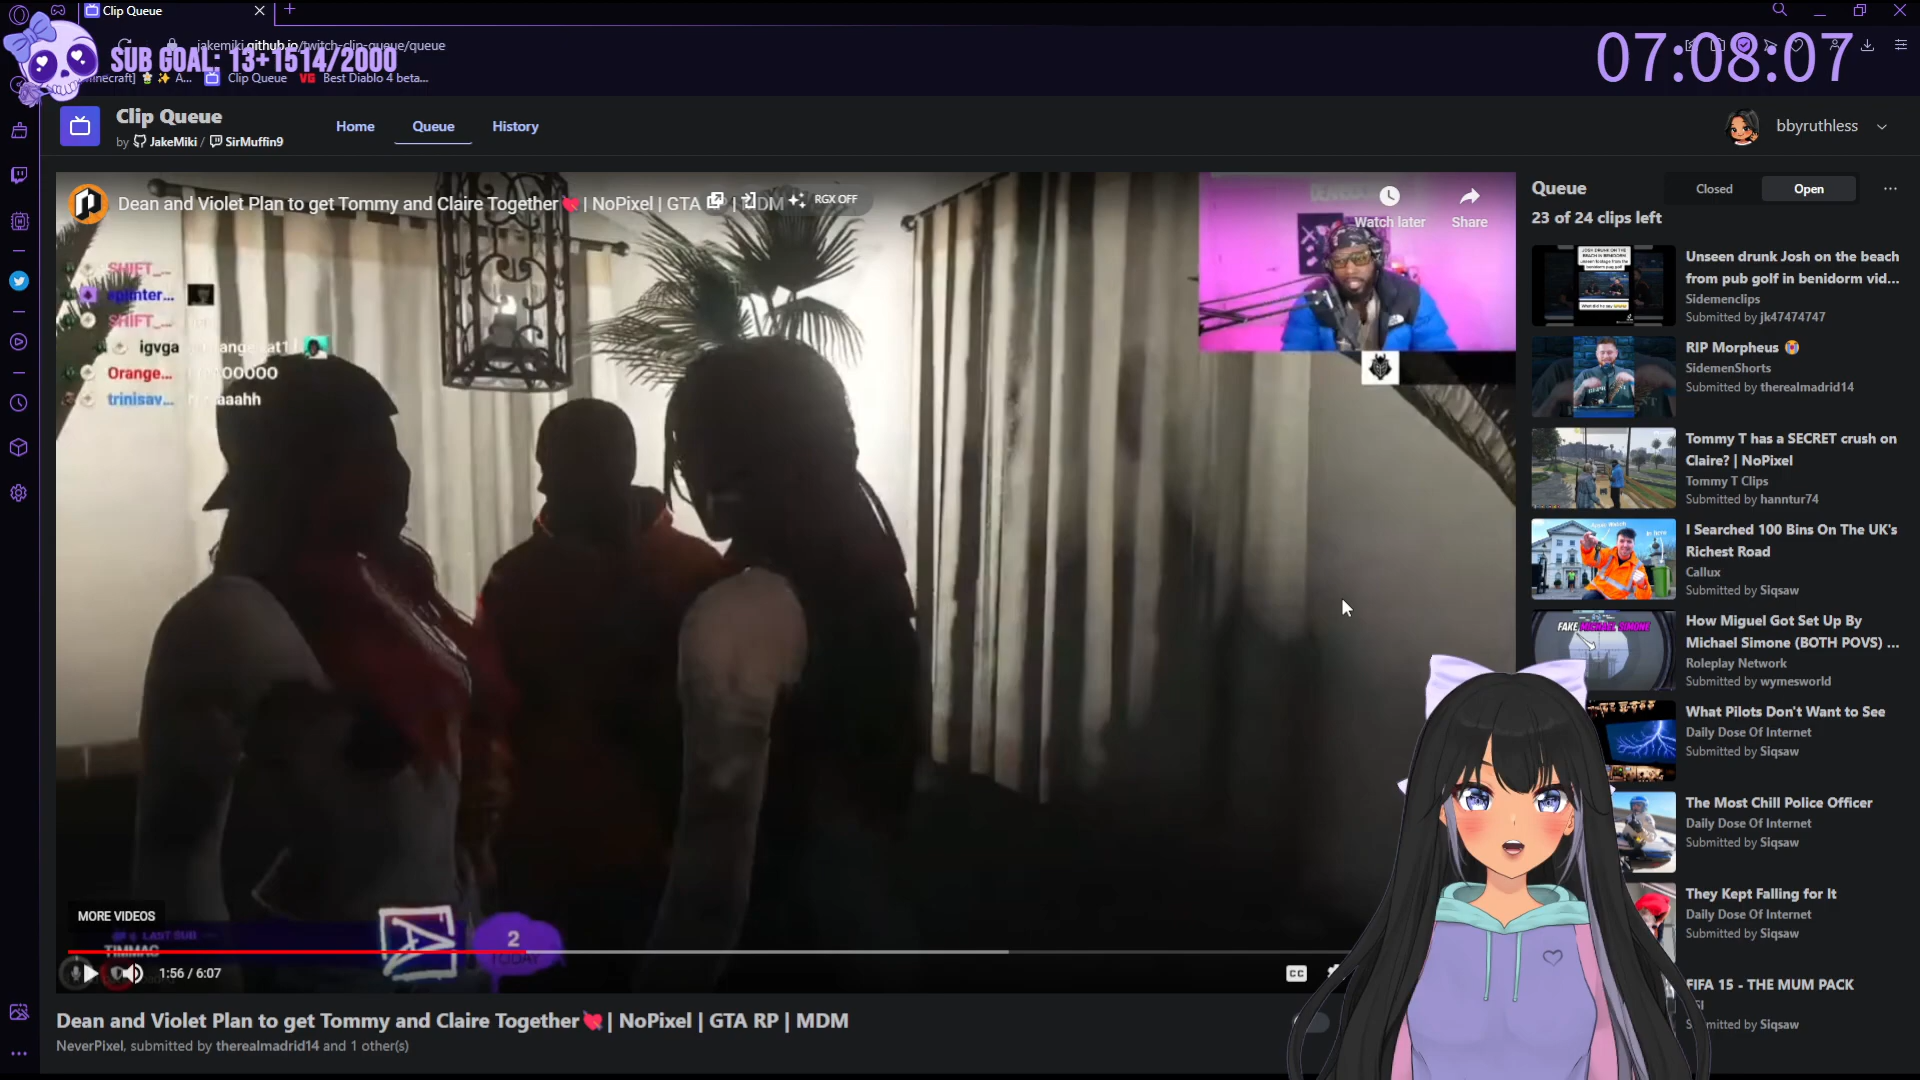 Clip Queue
SUB GOAL: 13+1514/2000
07:08:07
jakemiki.github.io/twitch-clip-queue/queue
Clip Queue
VG Best Diablo 4 beta...
Clip Queue
by JakeMiki / SirMuffin9
Home
Queue
History
bbyruthless
Dean and Violet Plan to get Tommy and Claire Together💘 | NoPixel | GTA
RGX OFF
Watch later
Share
SHIFT_...
SHIFT_...
igvga
Orange...
trinisav...
MORE VIDEOS
LAST SUB
2
TODAY
1:56 / 6:07
CC
Dean and Violet Plan to get Tommy and Claire Together💘 | NoPixel | GTA RP | MDM
NeverPixel, submitted by therealmadrid14 and 1 other(s)
Queue
Closed
Open
23 of 24 clips left
Unseen drunk Josh on the beach
from pub golf in benidorm vid...
Sidemenclips
Submitted by jk47474747
RIP Morpheus 😭
SidemenShorts
Submitted by therealmadrid14
Tommy T has a SECRET crush on
Claire? | NoPixel
Tommy T Clips
Submitted by hanntur74
I Searched 100 Bins On The UK's
Richest Road
Callux
Submitted by Siqsaw
FAKE MICHAEL SIMONE
How Miguel Got Set Up By
Michael Simone (BOTH POVS) ...
Roleplay Network
Submitted by wymesworld
What Pilots Don't Want to See
Daily Dose Of Internet
Submitted by Siqsaw
The Most Chill Police Officer
Daily Dose Of Internet
Submitted by Siqsaw
They Kept Falling for It
Daily Dose Of Internet
Submitted by Siqsaw
FIFA 15 - THE MUM PACK
Siqsaw